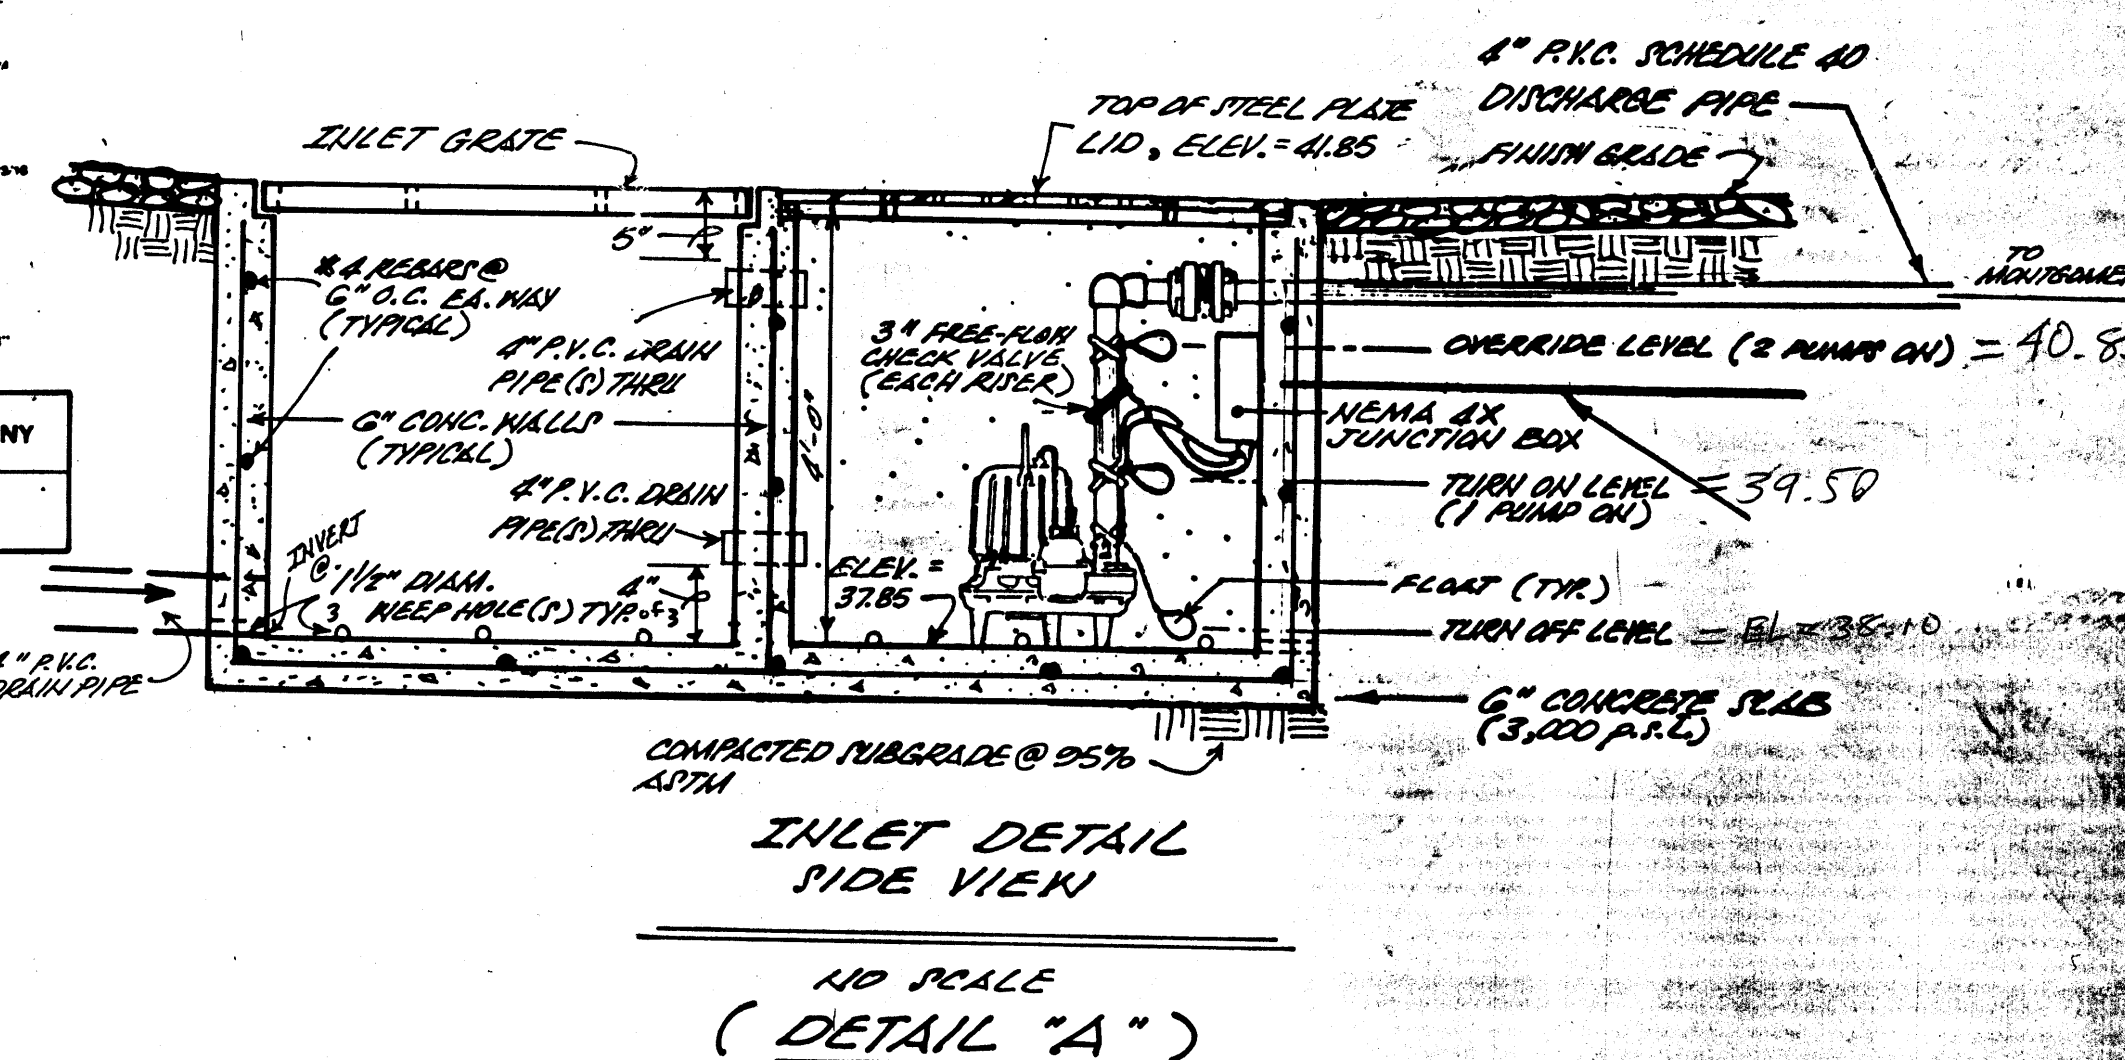 4" P.V.C. SCHEDULE 40
DISCHARGE PIPE
FINISH GRADE
TOP OF STEEL PLATE
LID, ELEV. = 41.85
INLET GRATE
TO
5"
#4 REBARS @
6" O.C. EA. WAY
(TYPICAL)
4" P.V.C. DRAIN
PIPE(S) THRU
3" FREE-FLOW
CHECK VALVE
(EACH RISER)
OVERRIDE LEVEL (2 PUMPS ON) = 40.8
6" CONC. WALLS
(TYPICAL)
4'-0"
NEMA 4X
JUNCTION BOX
NY
4" P.V.C. DRAIN
PIPE(S) THRU
TURN ON LEVEL = 39.50
(1 PUMP ON)
INVERT
@
1 1/2" DIAM.
3 WEEP HOLE(S) TYP. OF 3
4"
ELEV. =
37.85
FLOAT (TYP.)
TURN OFF LEVEL = EL = 38.10
" P.V.C.
DRAIN PIPE
6" CONCRETE SLAB
(3,000 p.s.i.)
COMPACTED SUBGRADE @ 95%
ASTM
INLET DETAIL
SIDE VIEW
NO SCALE
( DETAIL "A" )